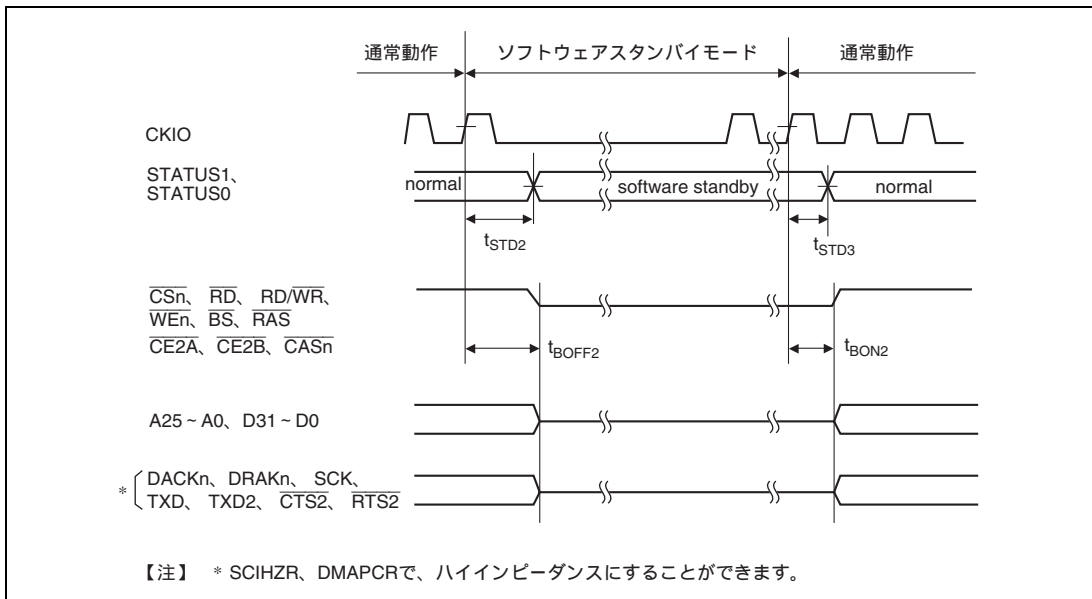 通常動作 ソフトウェアスタンバイモード 通常動作
CKIO
STATUS1、
STATUS0
normal software standby normal
tSTD2 tSTD3
CSn、 RD、 RD/WR、
WEn、 BS、 RAS
CE2A、 CE2B、 CASn
tBOFF2 tBON2
A25 ~ A0、 D31 ~ D0
* DACKn、 DRAKn、 SCK、
TXD、 TXD2、 CTS2、 RTS2
【注】 * SCIHZR、DMAPCRで、ハイインピーダンスにすることができます。